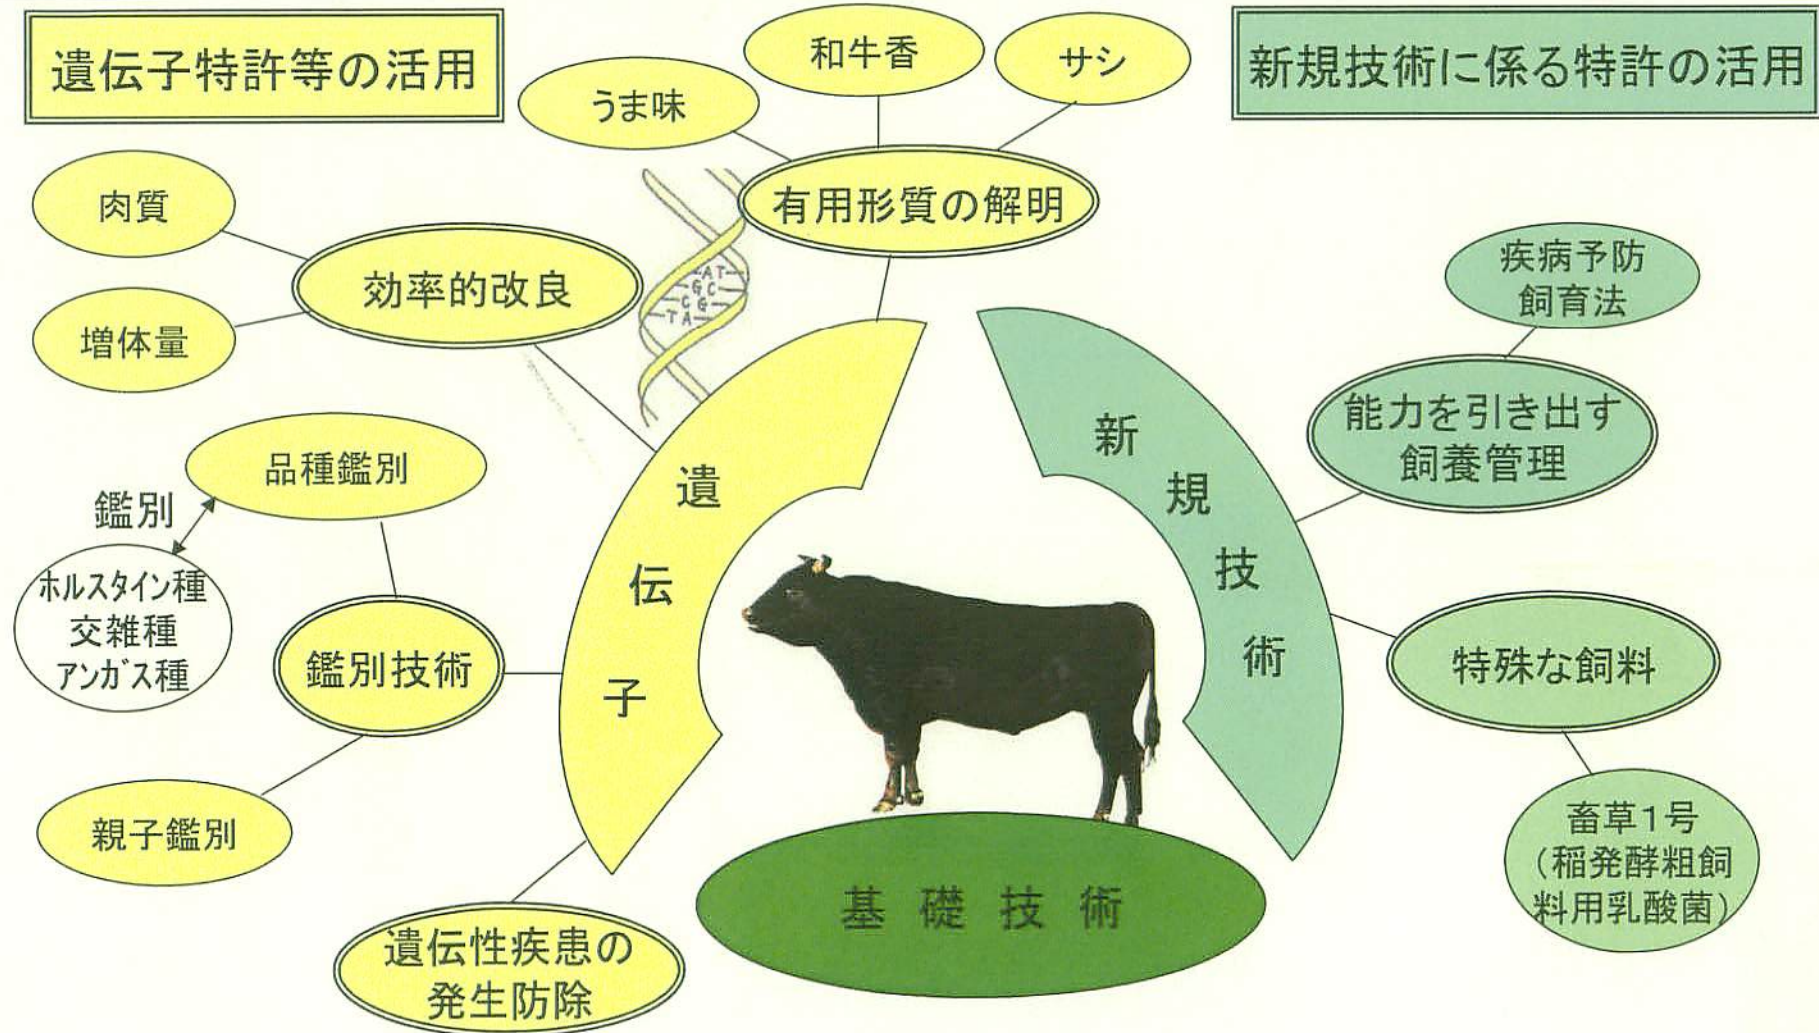 遺伝子特許等の活用
新規技術に係る特許の活用
うま味
和牛香
サシ
有用形質の解明
肉質
増体量
効率的改良
AT
GC
CG
TA
品種鑑別
鑑別
ホルスタイン種
交雑種
アンガス種
鑑別技術
親子鑑別
遺伝性疾患の
発生防除
遺伝子
新規技術
疾病予防
飼育法
能力を引き出す
飼養管理
特殊な飼料
畜草1号
(稲発酵粗飼
料用乳酸菌)
基礎技術